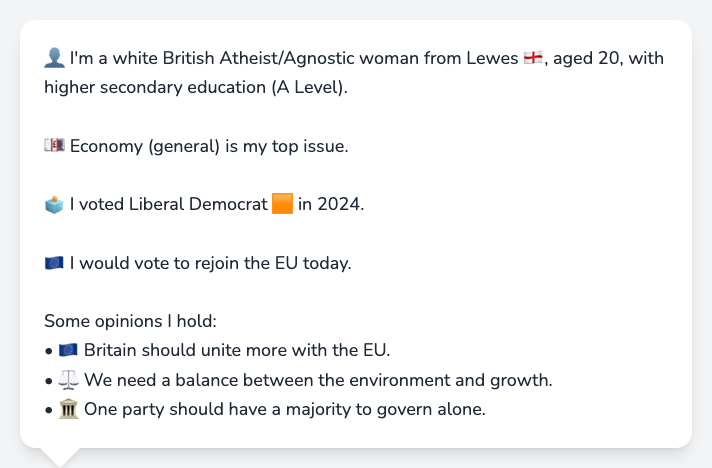 👤 I'm a white British Atheist/Agnostic woman from Lewes 🏴󠁧󠁢󠁥󠁮󠁧󠁿, aged 20, with
higher secondary education (A Level).
💷 Economy (general) is my top issue.
🗳️ I voted Liberal Democrat 🟧 in 2024.
🇪🇺 I would vote to rejoin the EU today.
Some opinions I hold:
• 🇪🇺 Britain should unite more with the EU.
• ⚖️ We need a balance between the environment and growth.
• 🏛️ One party should have a majority to govern alone.